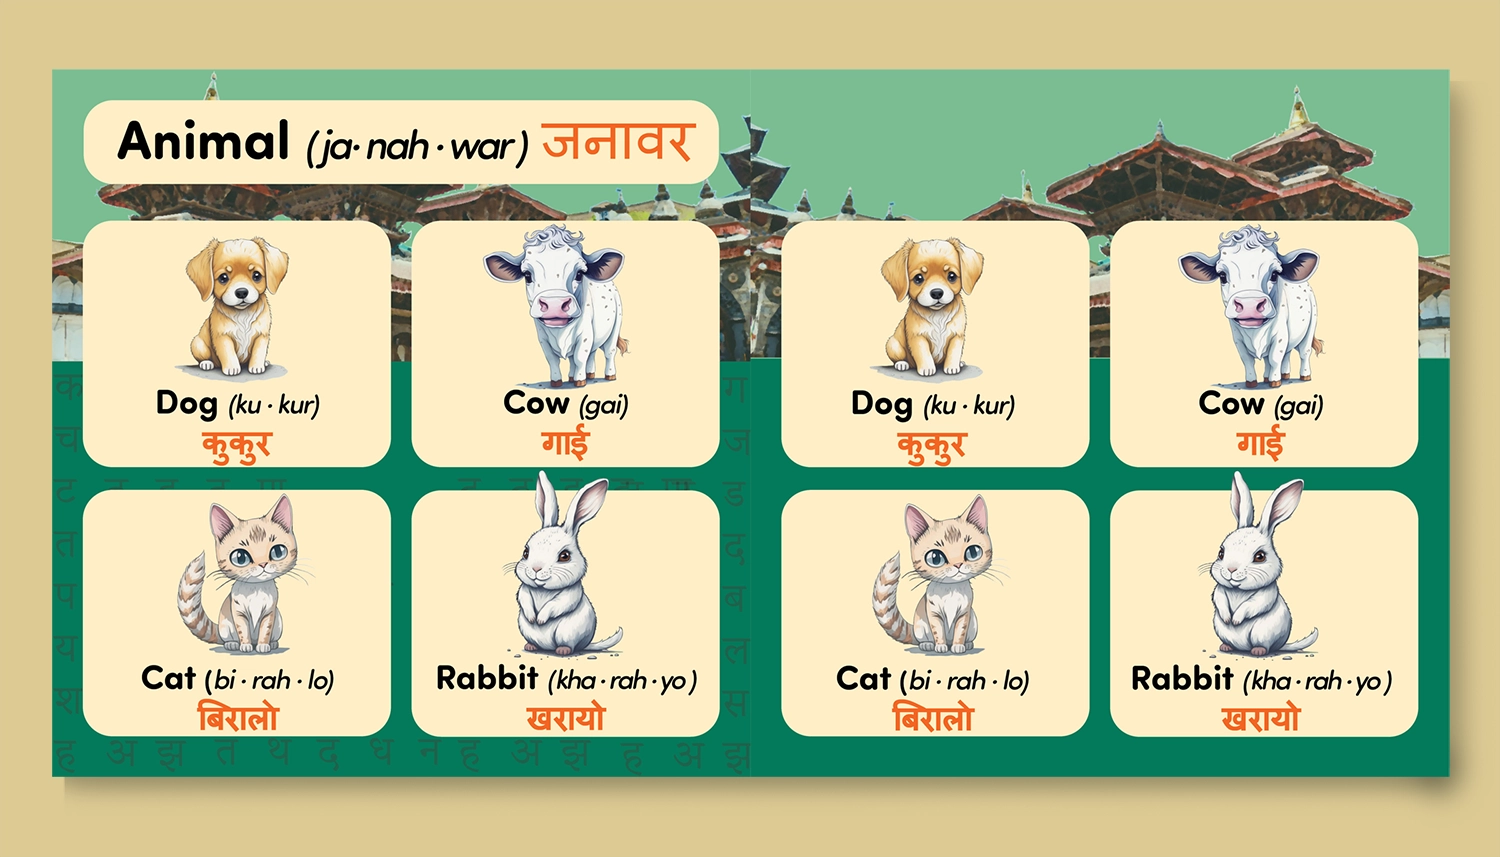 Animal (ja· nah · war) जनावर
Dog (ku · kur)
कुकुर
Cow (gai)
गाई
Cat (bi · rah · lo)
बिरालो
Rabbit (kha · rah · yo)
खरायो
Dog (ku · kur)
कुकुर
Cow (gai)
गाई
Cat (bi · rah · lo)
बिरालो
Rabbit (kha · rah · yo)
खरायो
ह अ झ त थ द ध न ह अ झ ह अ झ